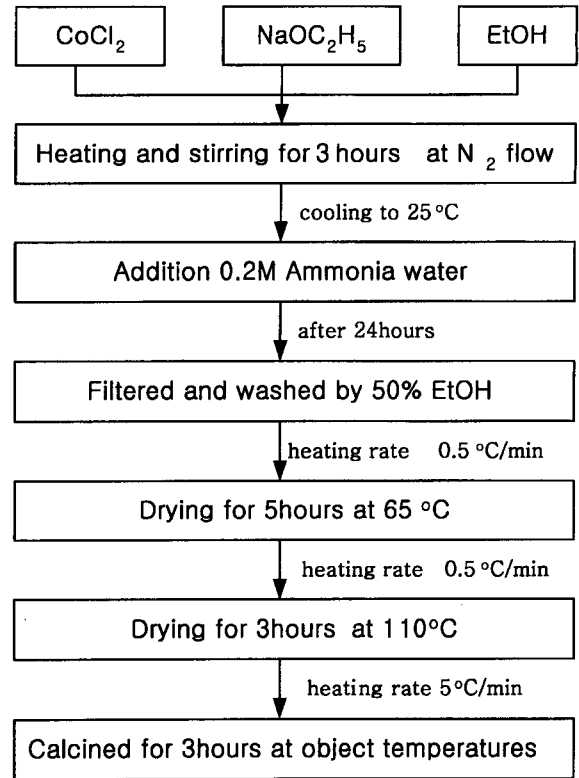 CoCl₂ NaOC₂H₅ EtOH
Heating and stirring for 3 hours at N ₂ flow
cooling to 25 °C
Addition 0.2M Ammonia water
after 24hours
Filtered and washed by 50% EtOH
heating rate 0.5 °C/min
Drying for 5hours at 65 °C
heating rate 0.5 °C/min
Drying for 3hours at 110°C
heating rate 5°C/min
Calcined for 3hours at object temperatures